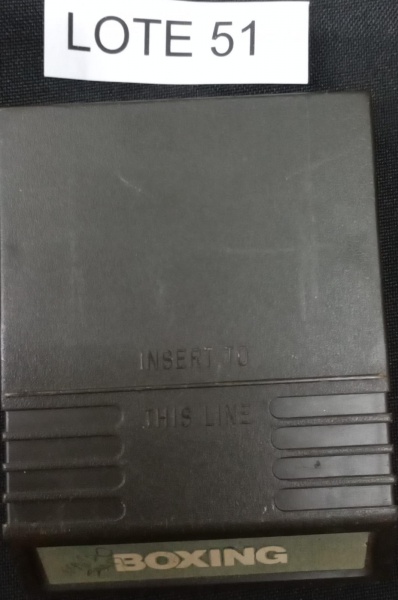 LOTE 51
INSERT TO
THIS LINE
BOXING